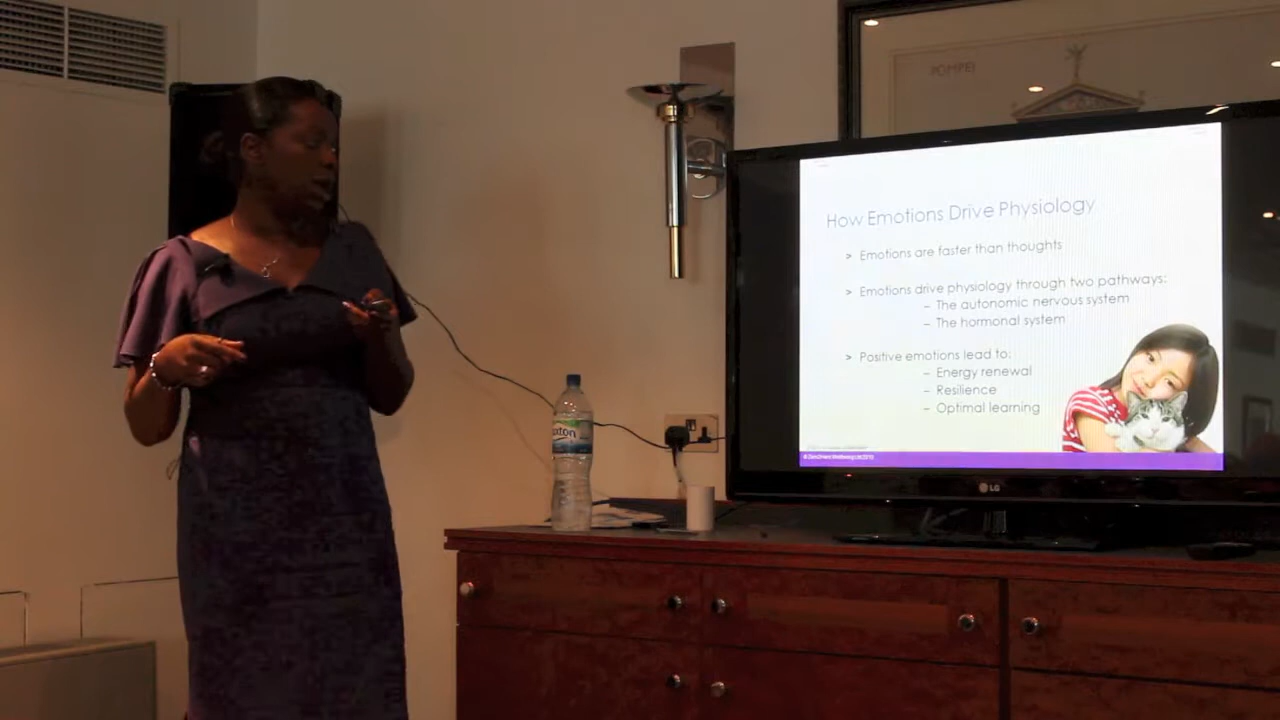 POMPEI
How Emotions Drive Physiology
> Emotions are faster than thoughts
> Emotions drive physiology through two pathways:
– The autonomic nervous system
– The hormonal system
> Positive emotions lead to:
– Energy renewal
– Resilience
– Optimal learning
LG